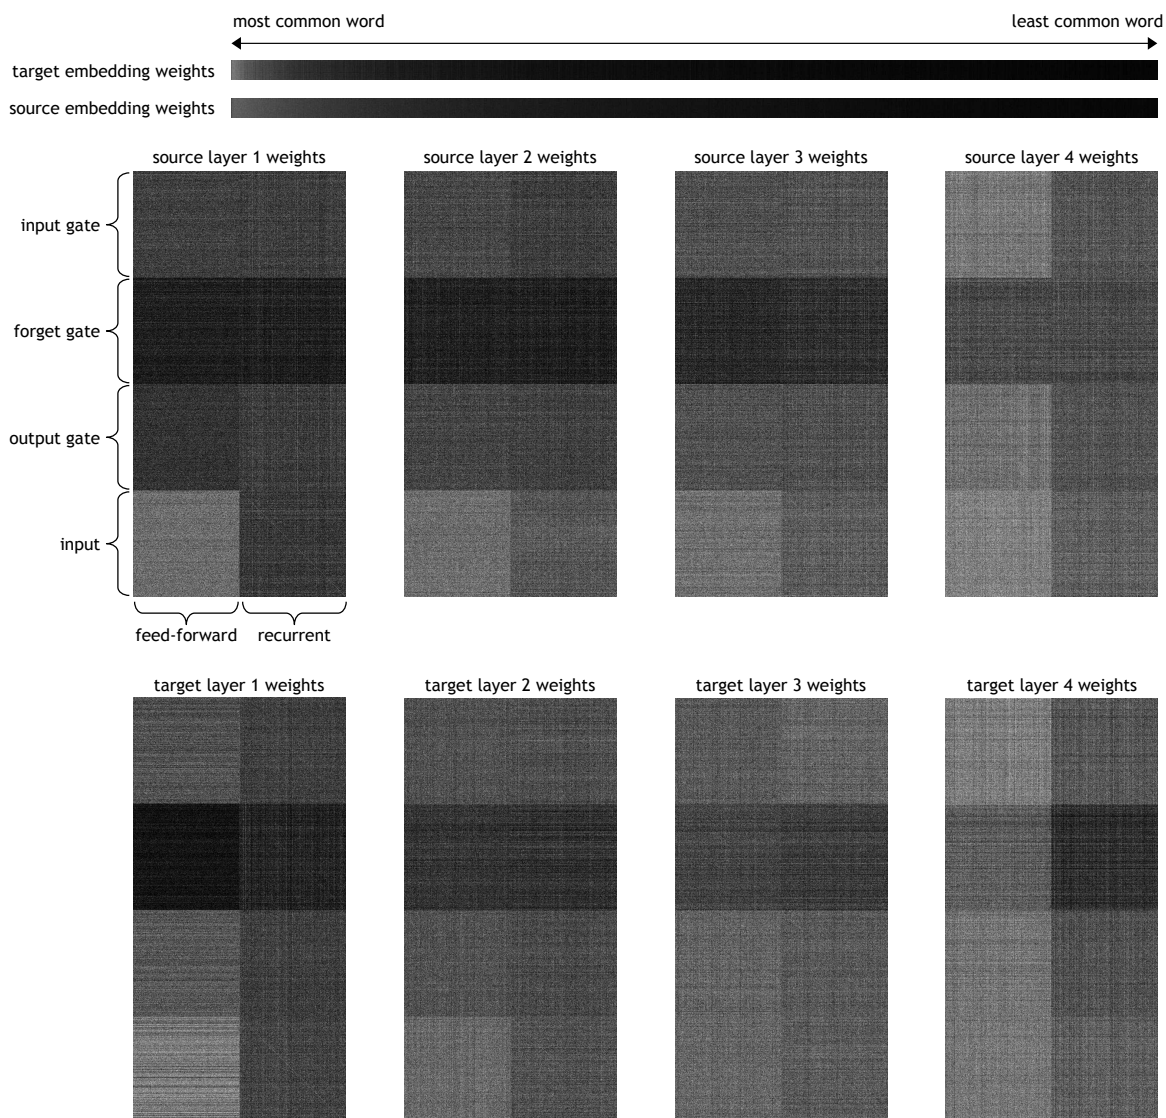 most common word
least common word
target embedding weights
source embedding weights
source layer 1 weights
source layer 2 weights
source layer 3 weights
source layer 4 weights
input gate
forget gate
output gate
input
feed-forward
recurrent
target layer 1 weights
target layer 2 weights
target layer 3 weights
target layer 4 weights